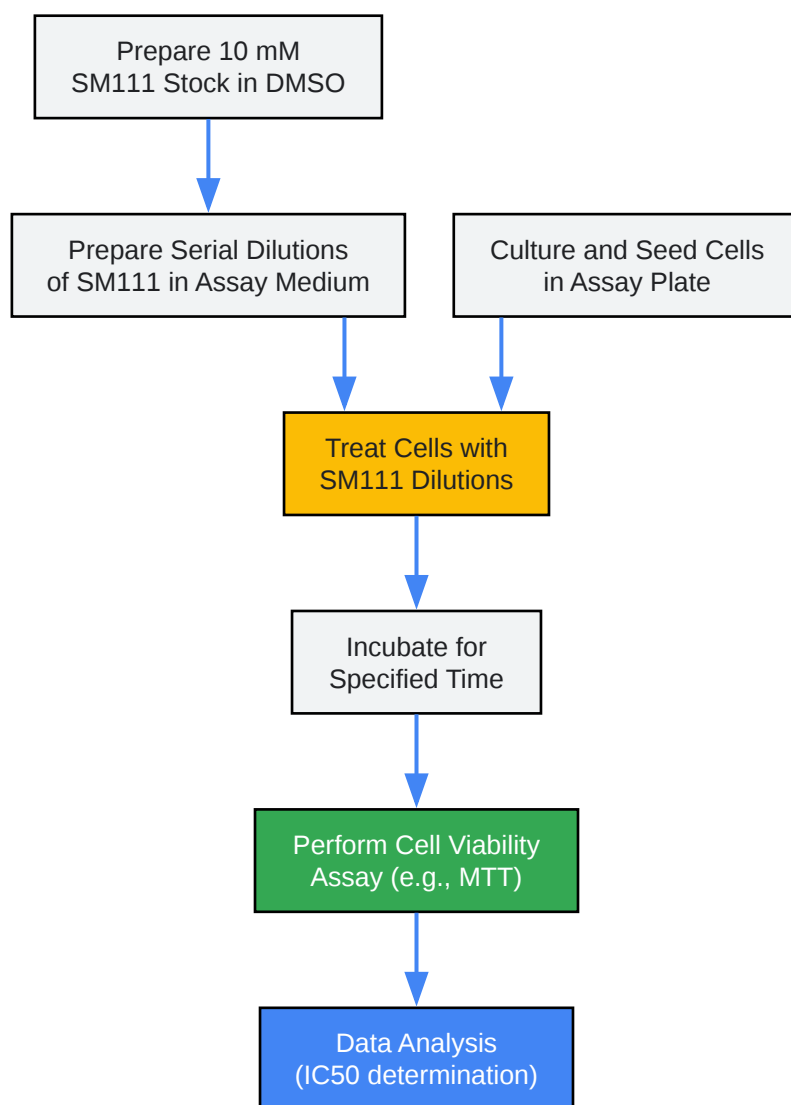 Prepare 10 mM
SM111 Stock in DMSO
Prepare Serial Dilutions
of SM111 in Assay Medium
Culture and Seed Cells
in Assay Plate
Treat Cells with
SM111 Dilutions
Incubate for
Specified Time
Perform Cell Viability
Assay (e.g., MTT)
Data Analysis
(IC50 determination)